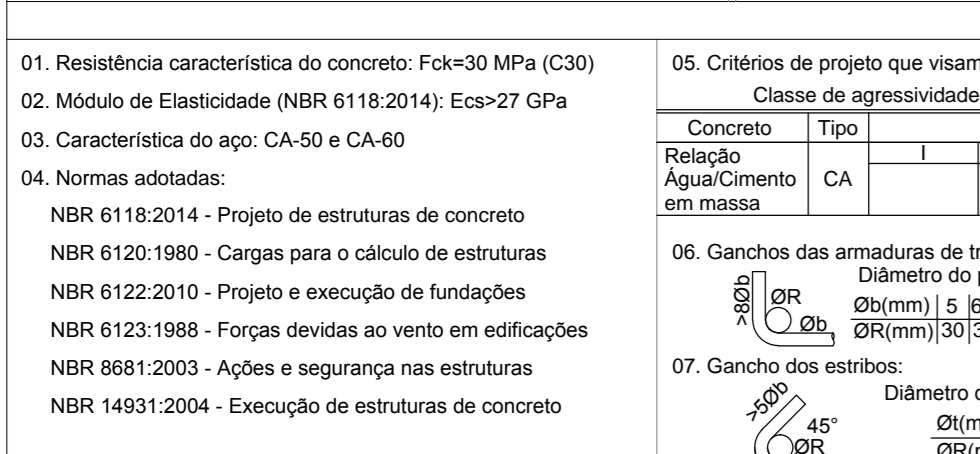 01. Resistência característica do concreto: Fck=30 MPa (C30)
02. Módulo de Elasticidade (NBR 6118:2014): Ecs>27 GPa
03. Característica do aço: CA-50 e CA-60
04. Normas adotadas:
NBR 6118:2014 - Projeto de estruturas de concreto
NBR 6120:1980 - Cargas para o cálculo de estruturas
NBR 6122:2010 - Projeto e execução de fundações
NBR 6123:1988 - Forças devidas ao vento em edificações
NBR 8681:2003 - Ações e segurança nas estruturas
NBR 14931:2004 - Execução de estruturas de concreto
05. Critérios de projeto que visam
Classe de agressividade
Concreto Tipo
I
Relação
Água/Cimento CA
em massa
06. Ganchos das armaduras de
Diâmetro do
>8Øb
ØR
Øb
Øb(mm) 5
ØR(mm) 30
07. Gancho dos estribos:
>5Øb
45°
ØR
Diâmetro